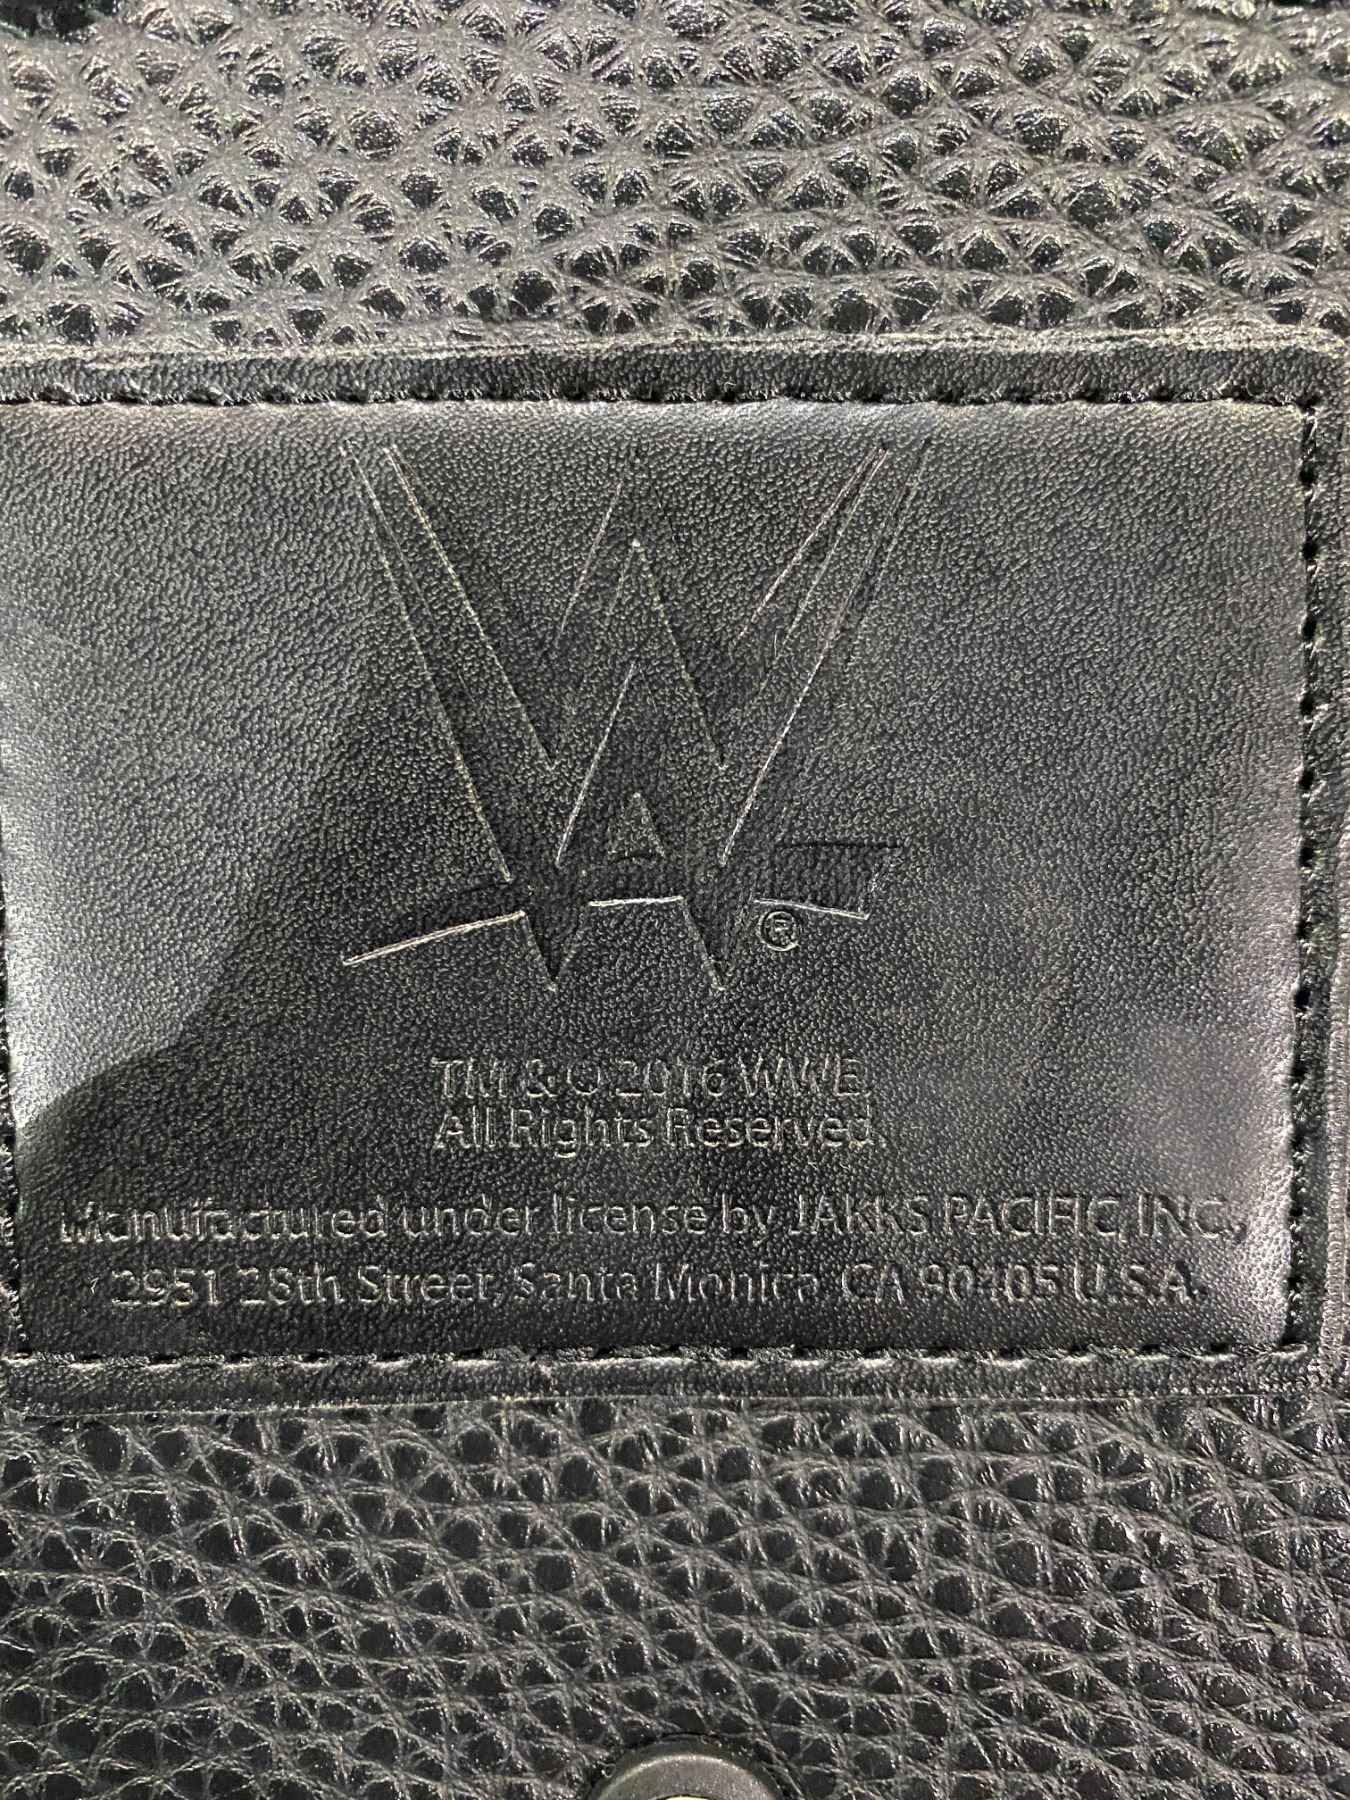 W
®
TM & © 2016 WWE.
All Rights Reserved.
Manufactured under license by JAKKS PACIFIC, INC.,
2951 28th Street, Santa Monica, CA 90405 U.S.A.